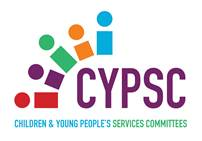 CYPSC
CHILDREN & YOUNG PEOPLE'S SERVICES COMMITTEES